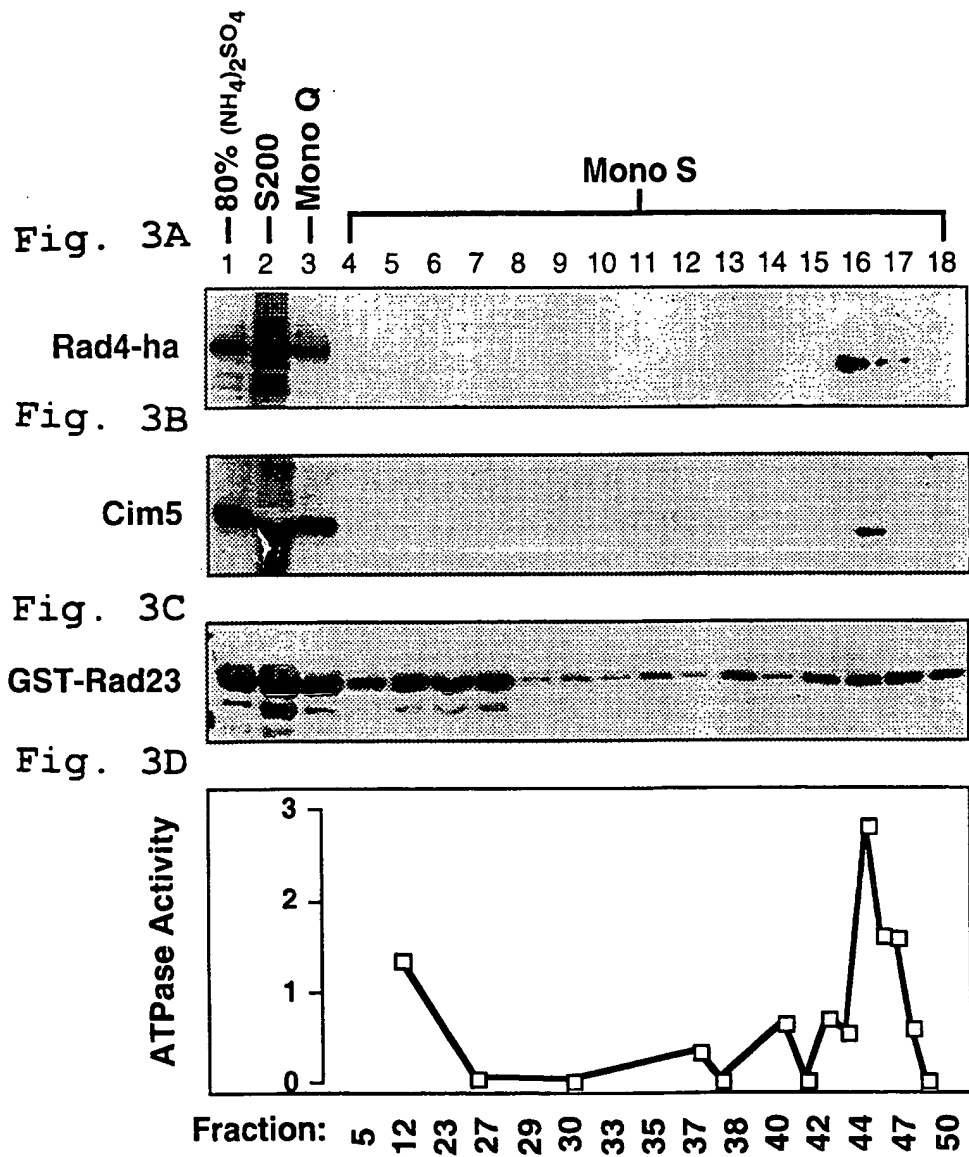 80% (NH4)2SO4
S200
Mono Q
Mono S
Fig. 3A
1 2 3 4 5 6 7 8 9 10 11 12 13 14 15 16 17 18
Rad4-ha
Fig. 3B
Cim5
Fig. 3C
GST-Rad23
Fig. 3D
ATPase Activity
3
2
1
0
Fraction: 5 12 23 27 29 30 33 35 37 38 40 42 44 47 50